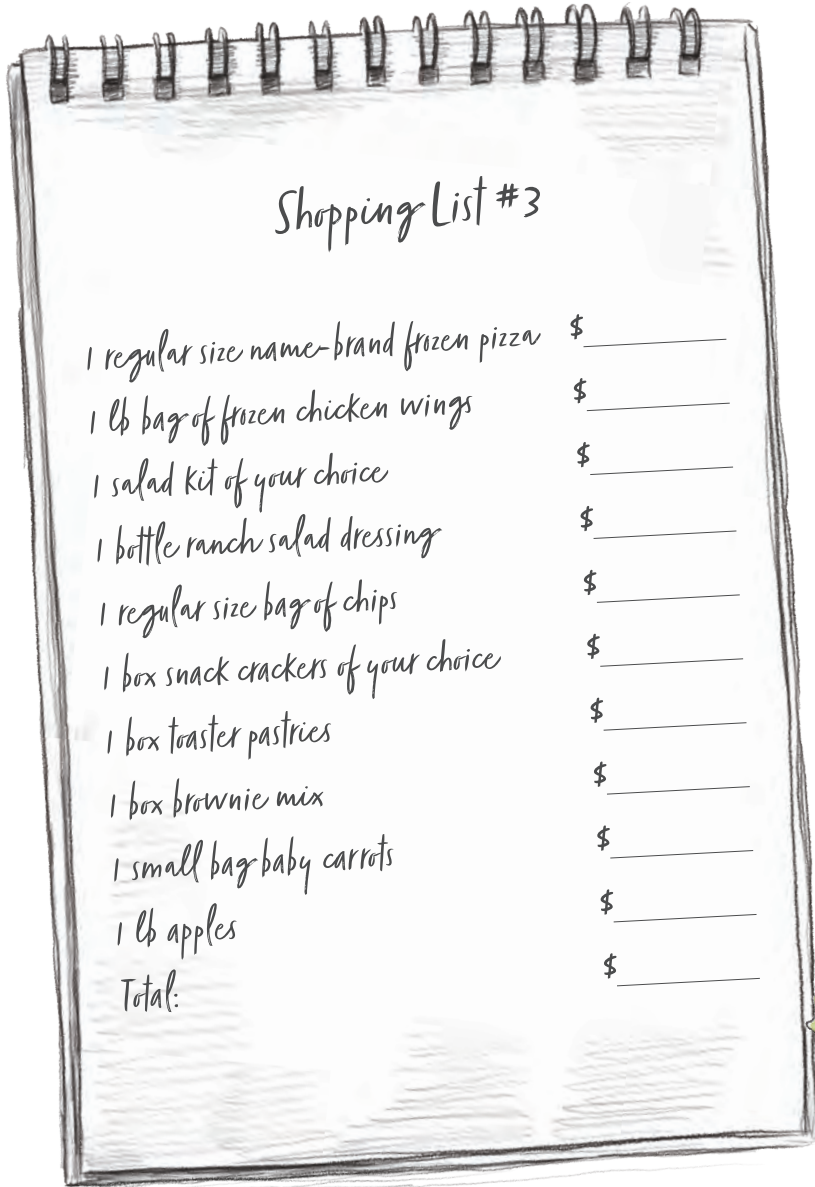 Shopping List #3
1 regular size name-brand frozen pizza $
1 lb bag of frozen chicken wings $
1 salad kit of your choice $
1 bottle ranch salad dressing $
1 regular size bag of chips $
1 box snack crackers of your choice $
1 box toaster pastries $
1 box brownie mix $
1 small bag baby carrots $
1 lb apples $
Total: $